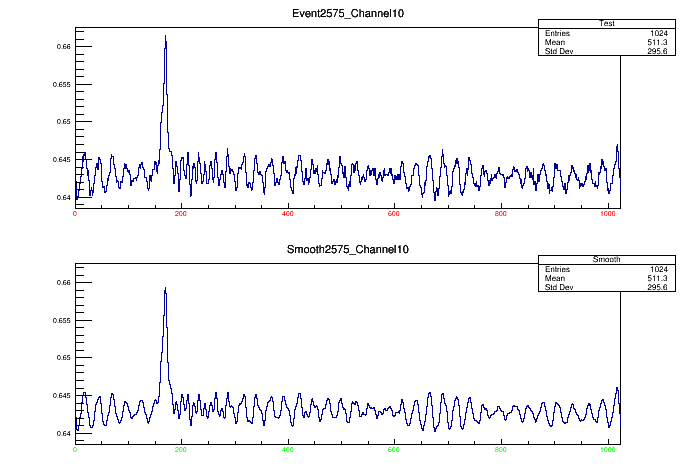 Event2575_Channel10
Test
Entries 1024
Mean 511.3
Std Dev 295.6
0.66
0.655
0.65
0.645
0.64
0 200 400 600 800 1000
Smooth2575_Channel10
Smooth
Entries 1024
Mean 511.3
Std Dev 295.6
0.66
0.655
0.65
0.645
0.64
0 200 400 600 800 1000